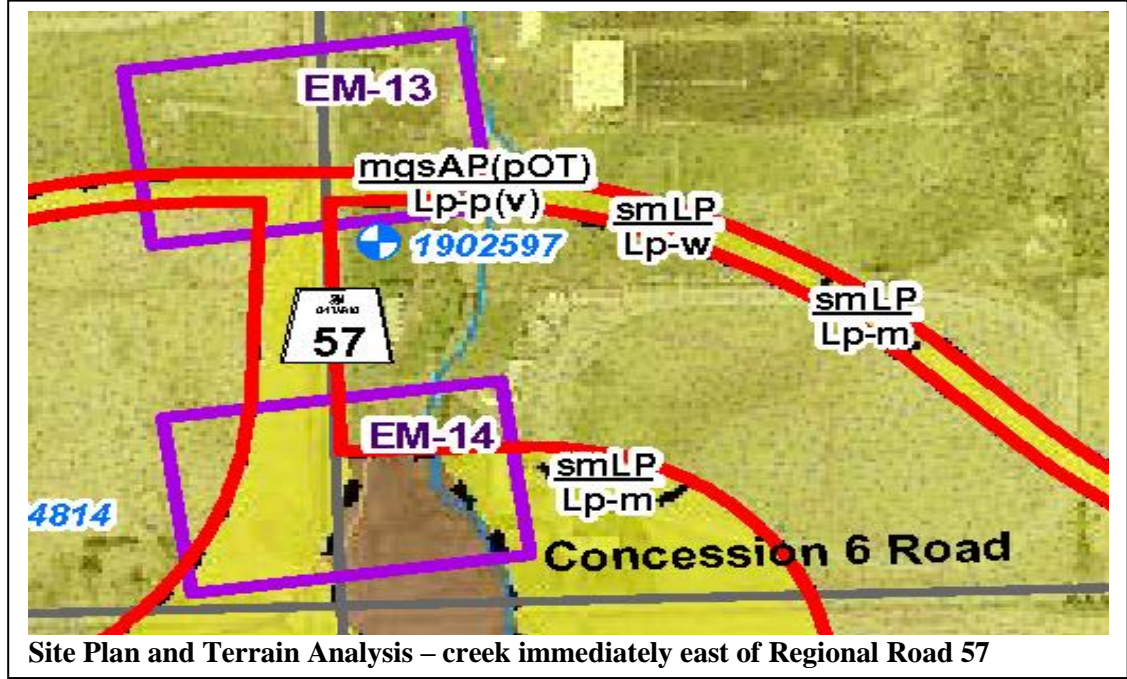 EM-13
mgsAP(pOT)
Lp-p(v)
smLP
Lp-w
1902597
smLP
Lp-m
57
EM-14
smLP
Lp-m
4814
Concession 6 Road
Site Plan and Terrain Analysis – creek immediately east of Regional Road 57